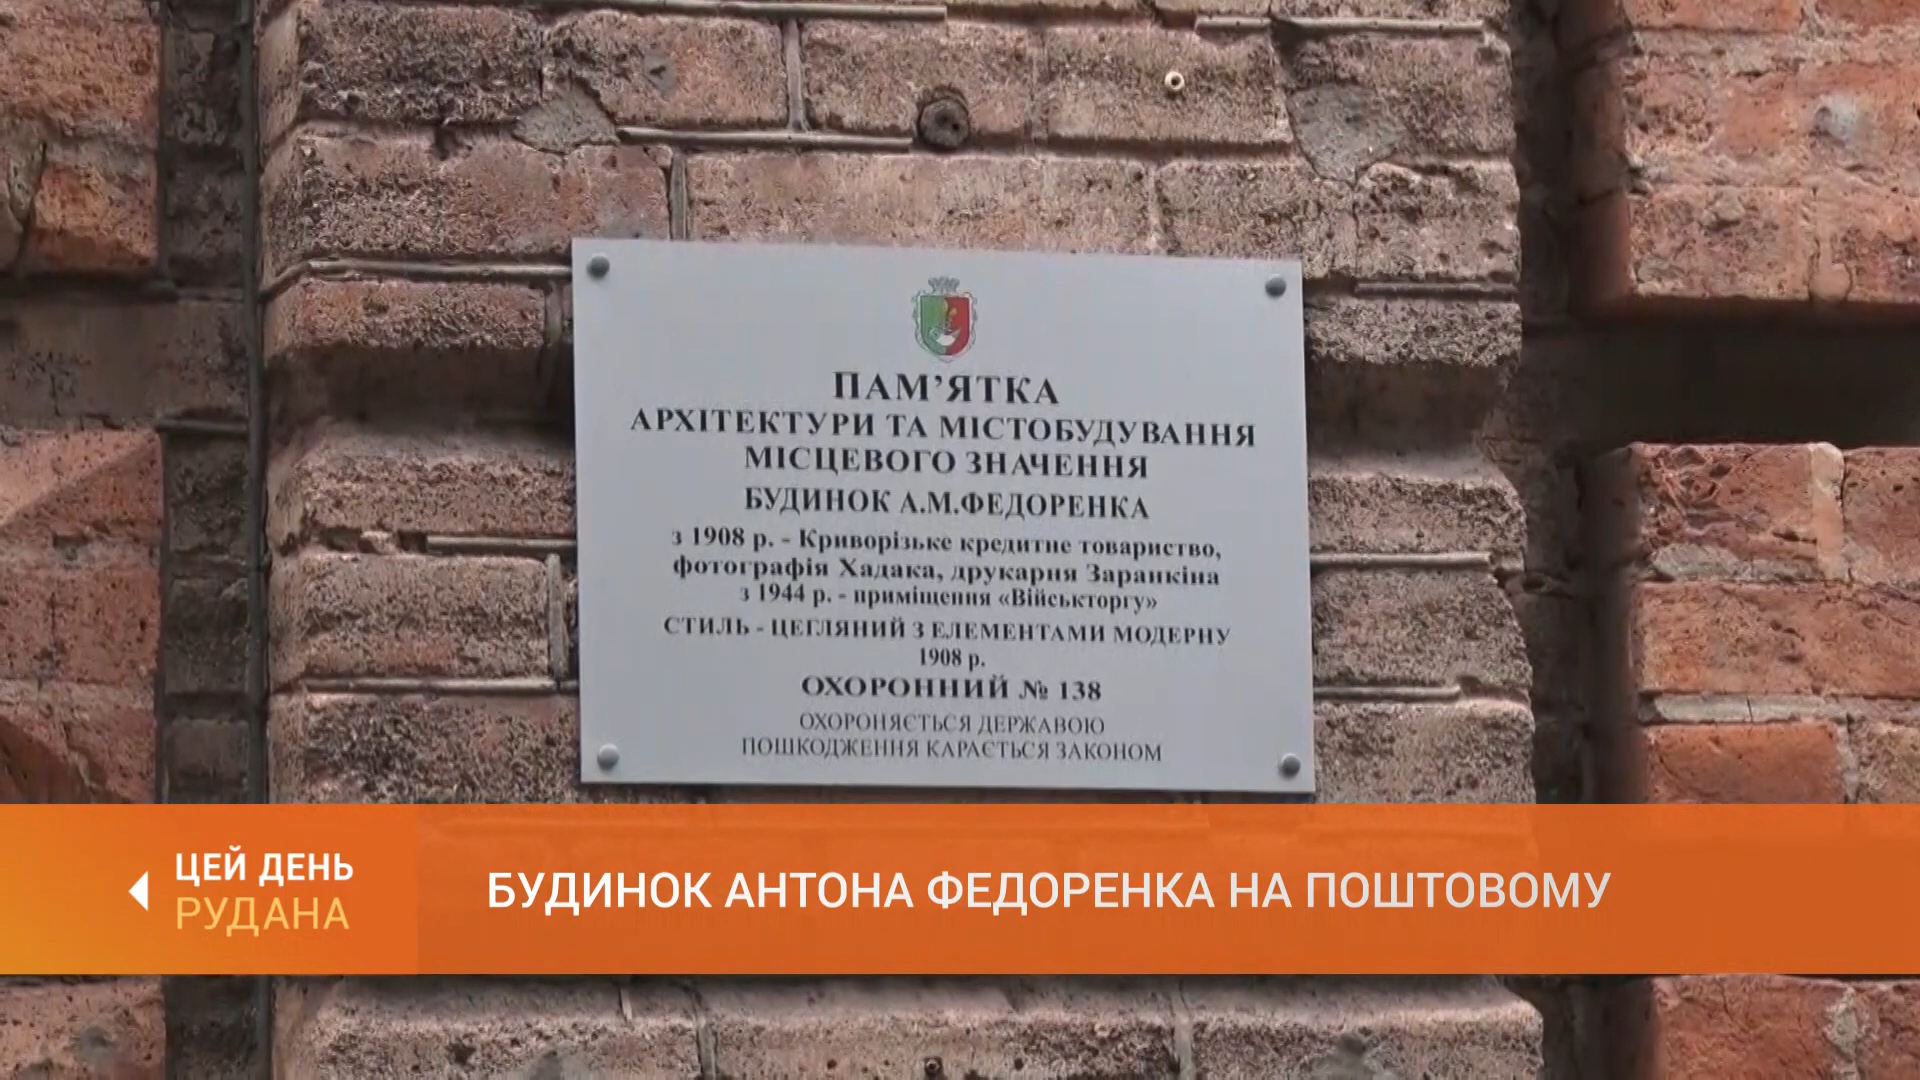 ПАМ’ЯТКА
АРХІТЕКТУРИ ТА МІСТОБУДУВАННЯ
МІСЦЕВОГО ЗНАЧЕННЯ
БУДИНОК А.М.ФЕДОРЕНКА
з 1908 р. - Криворізьке кредитне товариство,
фотографія Хадака, друкарня Заранкіна
з 1944 р. - приміщення «Військторгу»
СТИЛЬ - ЦЕГЛЯНИЙ З ЕЛЕМЕНТАМИ МОДЕРНУ
1908 р.
ОХОРОННИЙ № 138
ОХОРОНЯЄТЬСЯ ДЕРЖАВОЮ
ПОШКОДЖЕННЯ КАРАЄТЬСЯ ЗАКОНОМ
ЦЕЙ ДЕНЬ
РУДАНА
БУДИНОК АНТОНА ФЕДОРЕНКА НА ПОШТОВОМУ